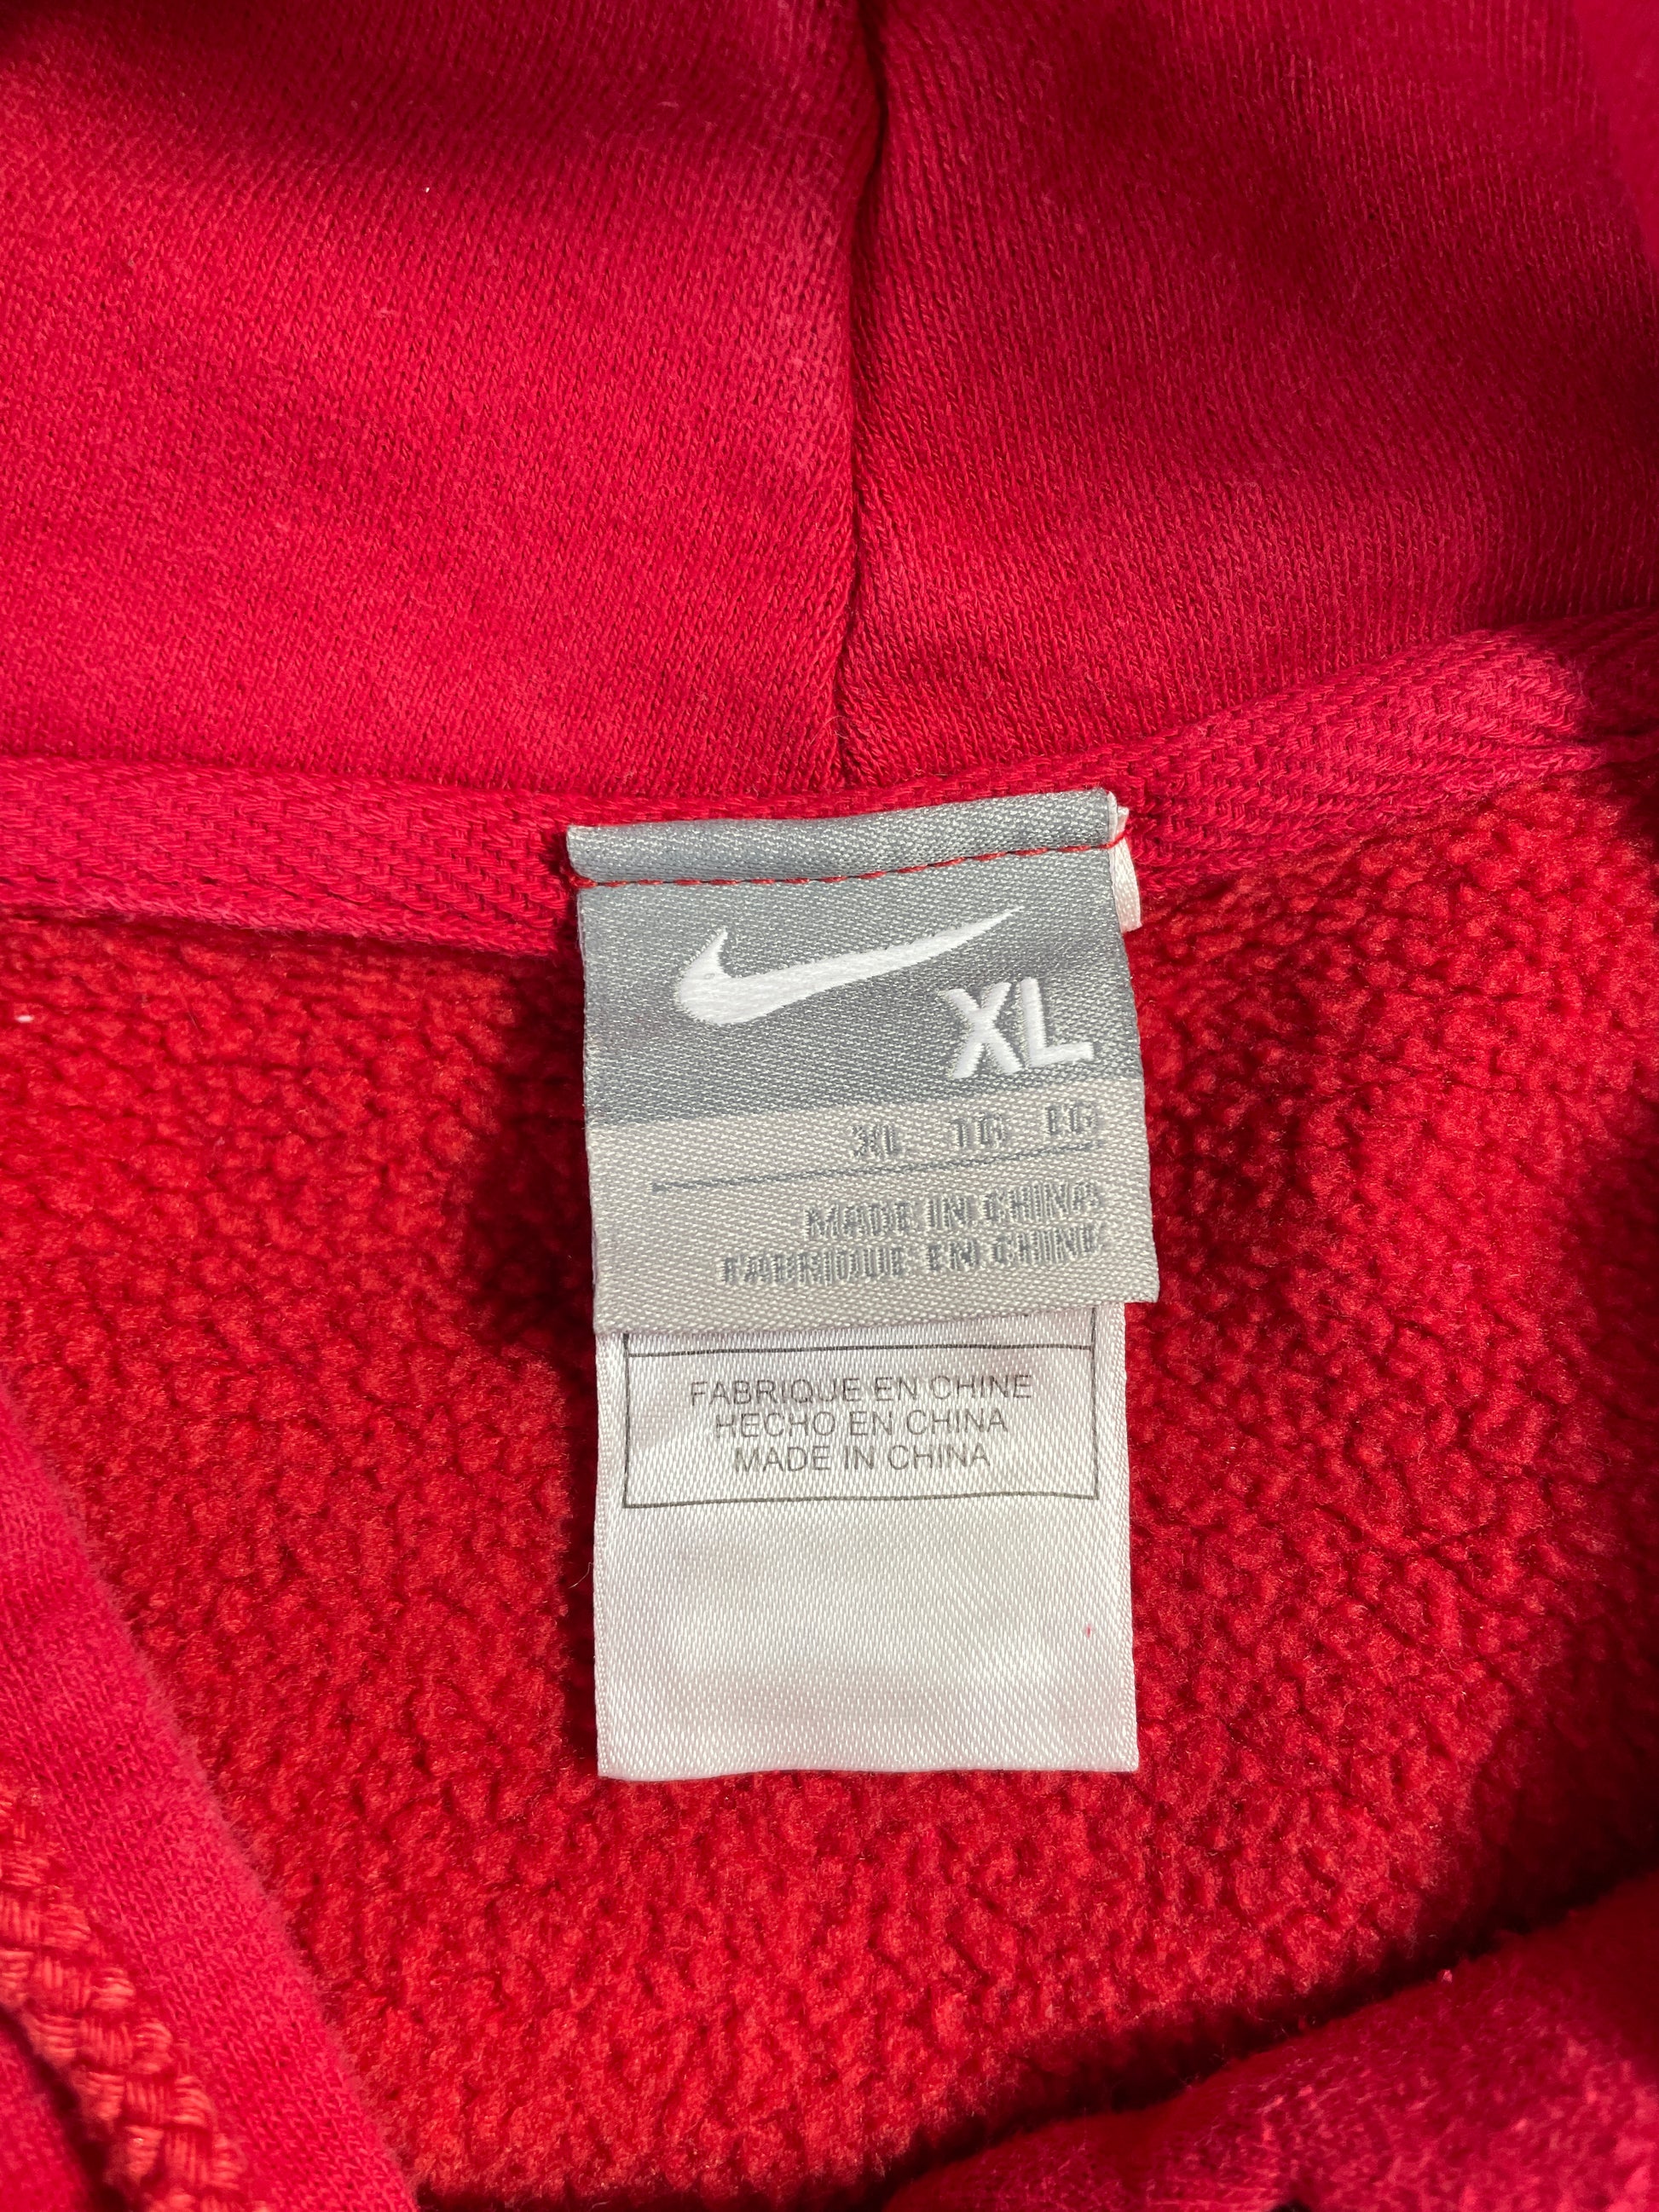 XL
XL TG EG
MADE IN CHINA
FABRIQUE EN CHINE
FABRIQUE EN CHINE
HECHO EN CHINA
MADE IN CHINA